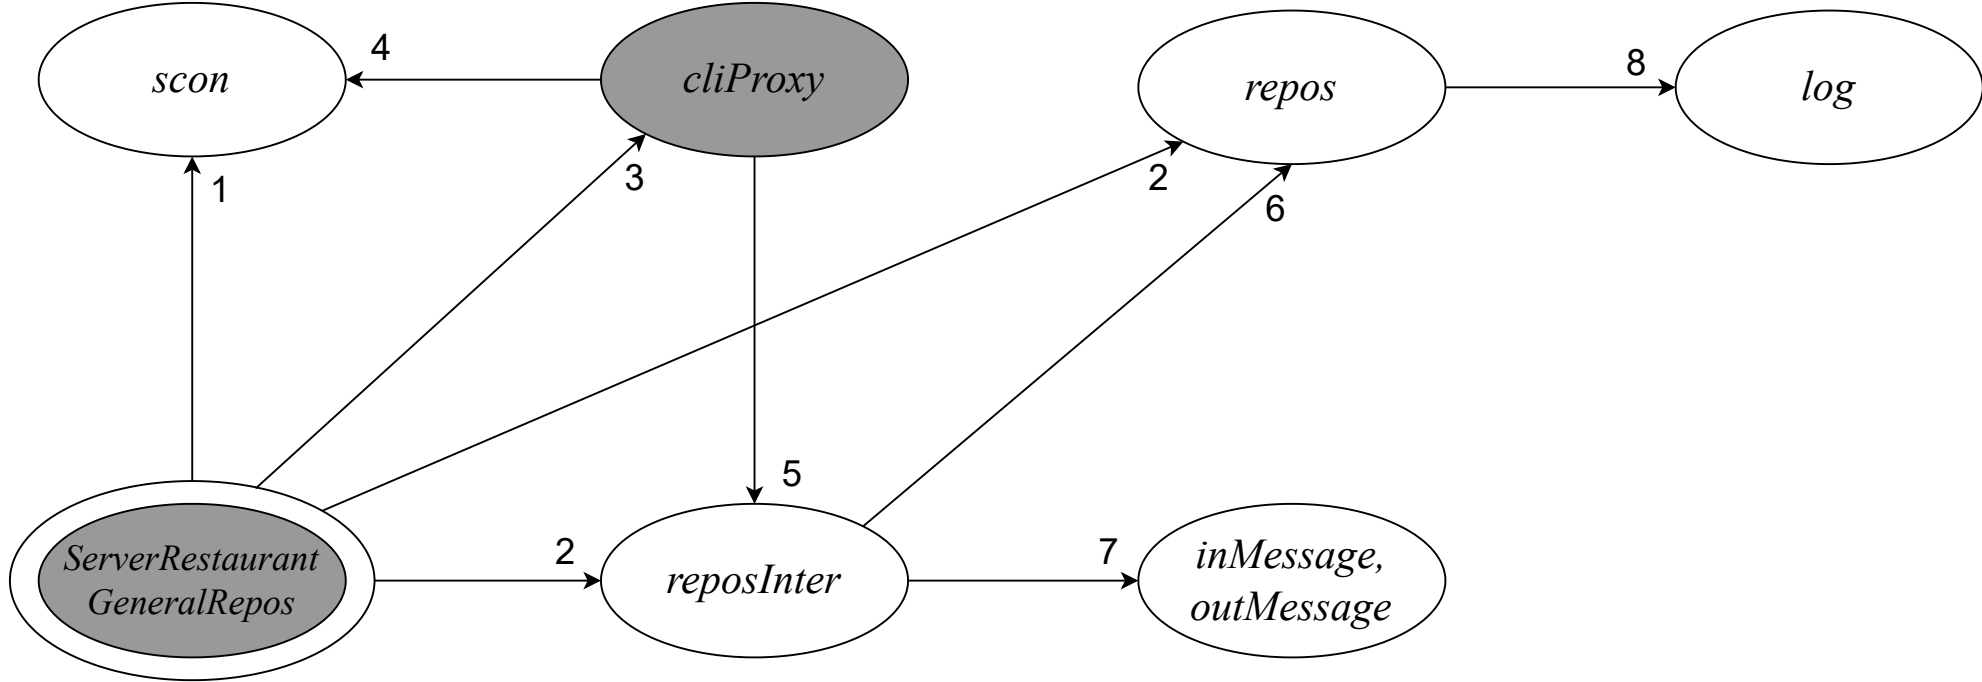 scon
4
cliProxy
repos
8
log
1
3
2
6
5
ServerRestaurant
GeneralRepos
2
reposInter
7
inMessage,
outMessage